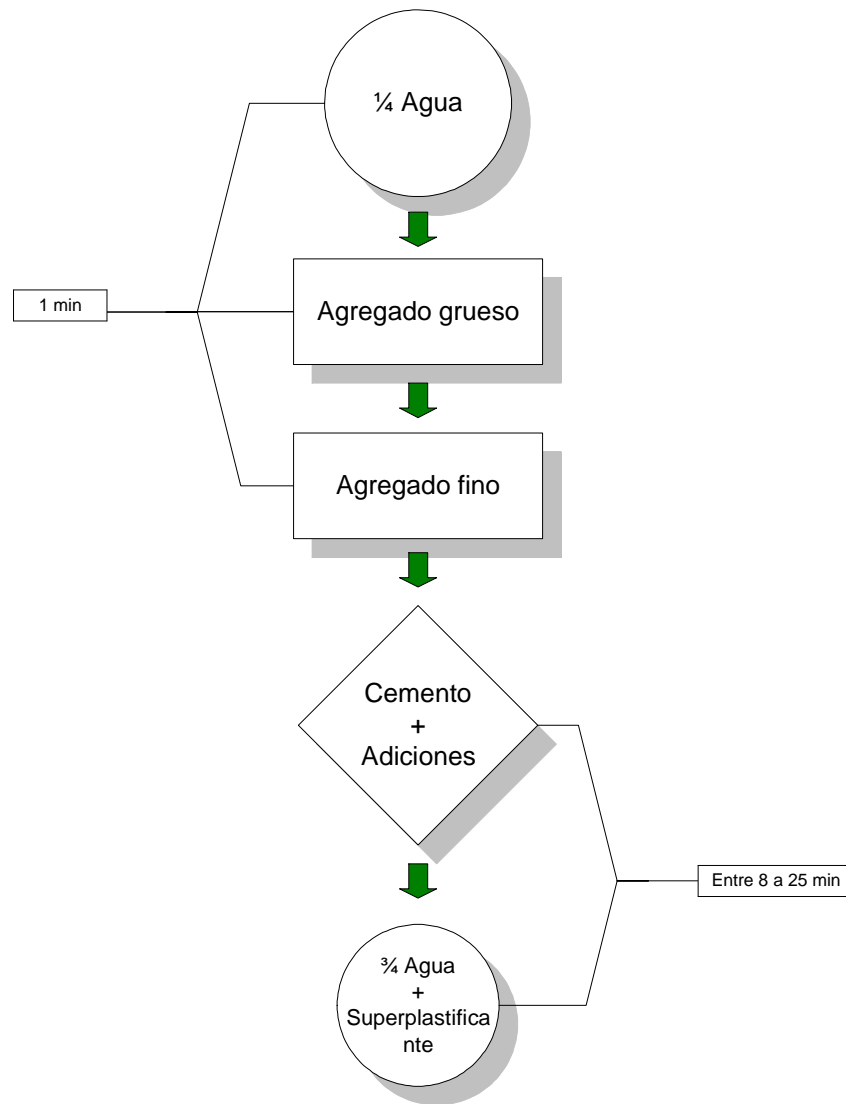 ¼ Agua
1 min
Agregado grueso
Agregado fino
Cemento
+
Adiciones
Entre 8 a 25 min
¾ Agua
+
Superplastifica
nte